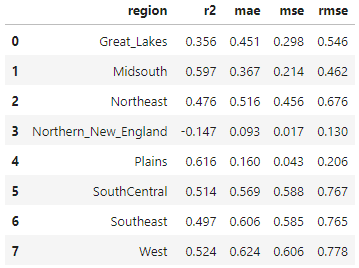 region r2 mae mse rmse
0 Great_Lakes 0.356 0.451 0.298 0.546
1 Midsouth 0.597 0.367 0.214 0.462
2 Northeast 0.476 0.516 0.456 0.676
3 Northern_New_England -0.147 0.093 0.017 0.130
4 Plains 0.616 0.160 0.043 0.206
5 SouthCentral 0.514 0.569 0.588 0.767
6 Southeast 0.497 0.606 0.585 0.765
7 West 0.524 0.624 0.606 0.778